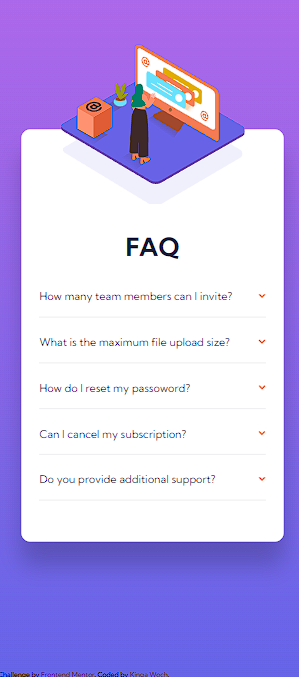 FAQ
How many team members can I invite?
What is the maximum file upload size?
How do I reset my passoword?
Can I cancel my subscription?
Do you provide additional support?
Challenge by Frontend Mentor. Coded by Kinga Woch.